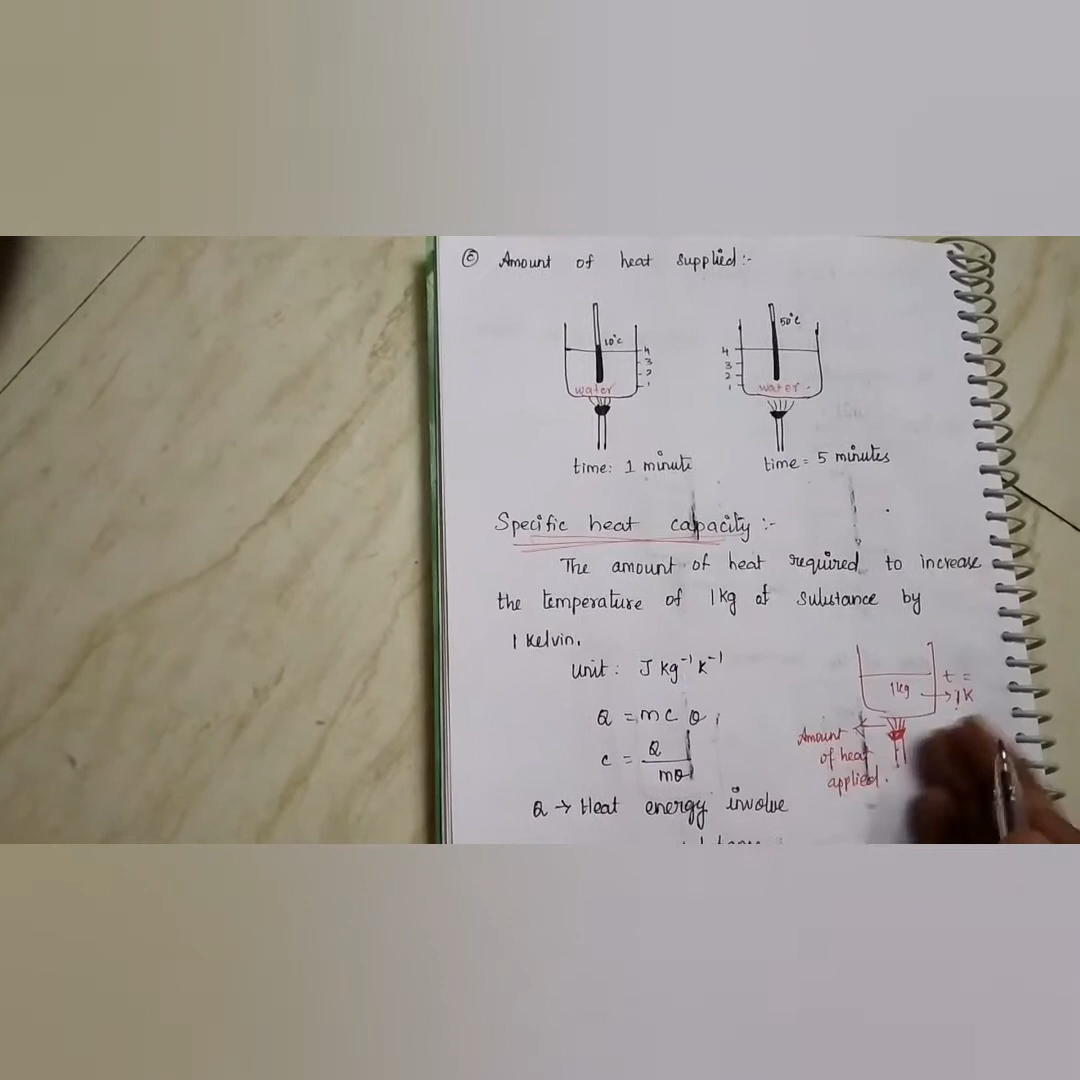 © Amount of heat supplied :-
10°C
50°C
4
3
2
1
4
3
2
1
water
water
time: 1 minute
time = 5 minutes
Specific heat capacity :-
The amount of heat required to increase
the temperature of 1kg of substance by
1 kelvin.
Unit: J kg⁻¹ K⁻¹
t =
1kg
1K
Q = mc θ
Amount
of heat
applied.
c = Q
mθ
Q → Heat energy involve